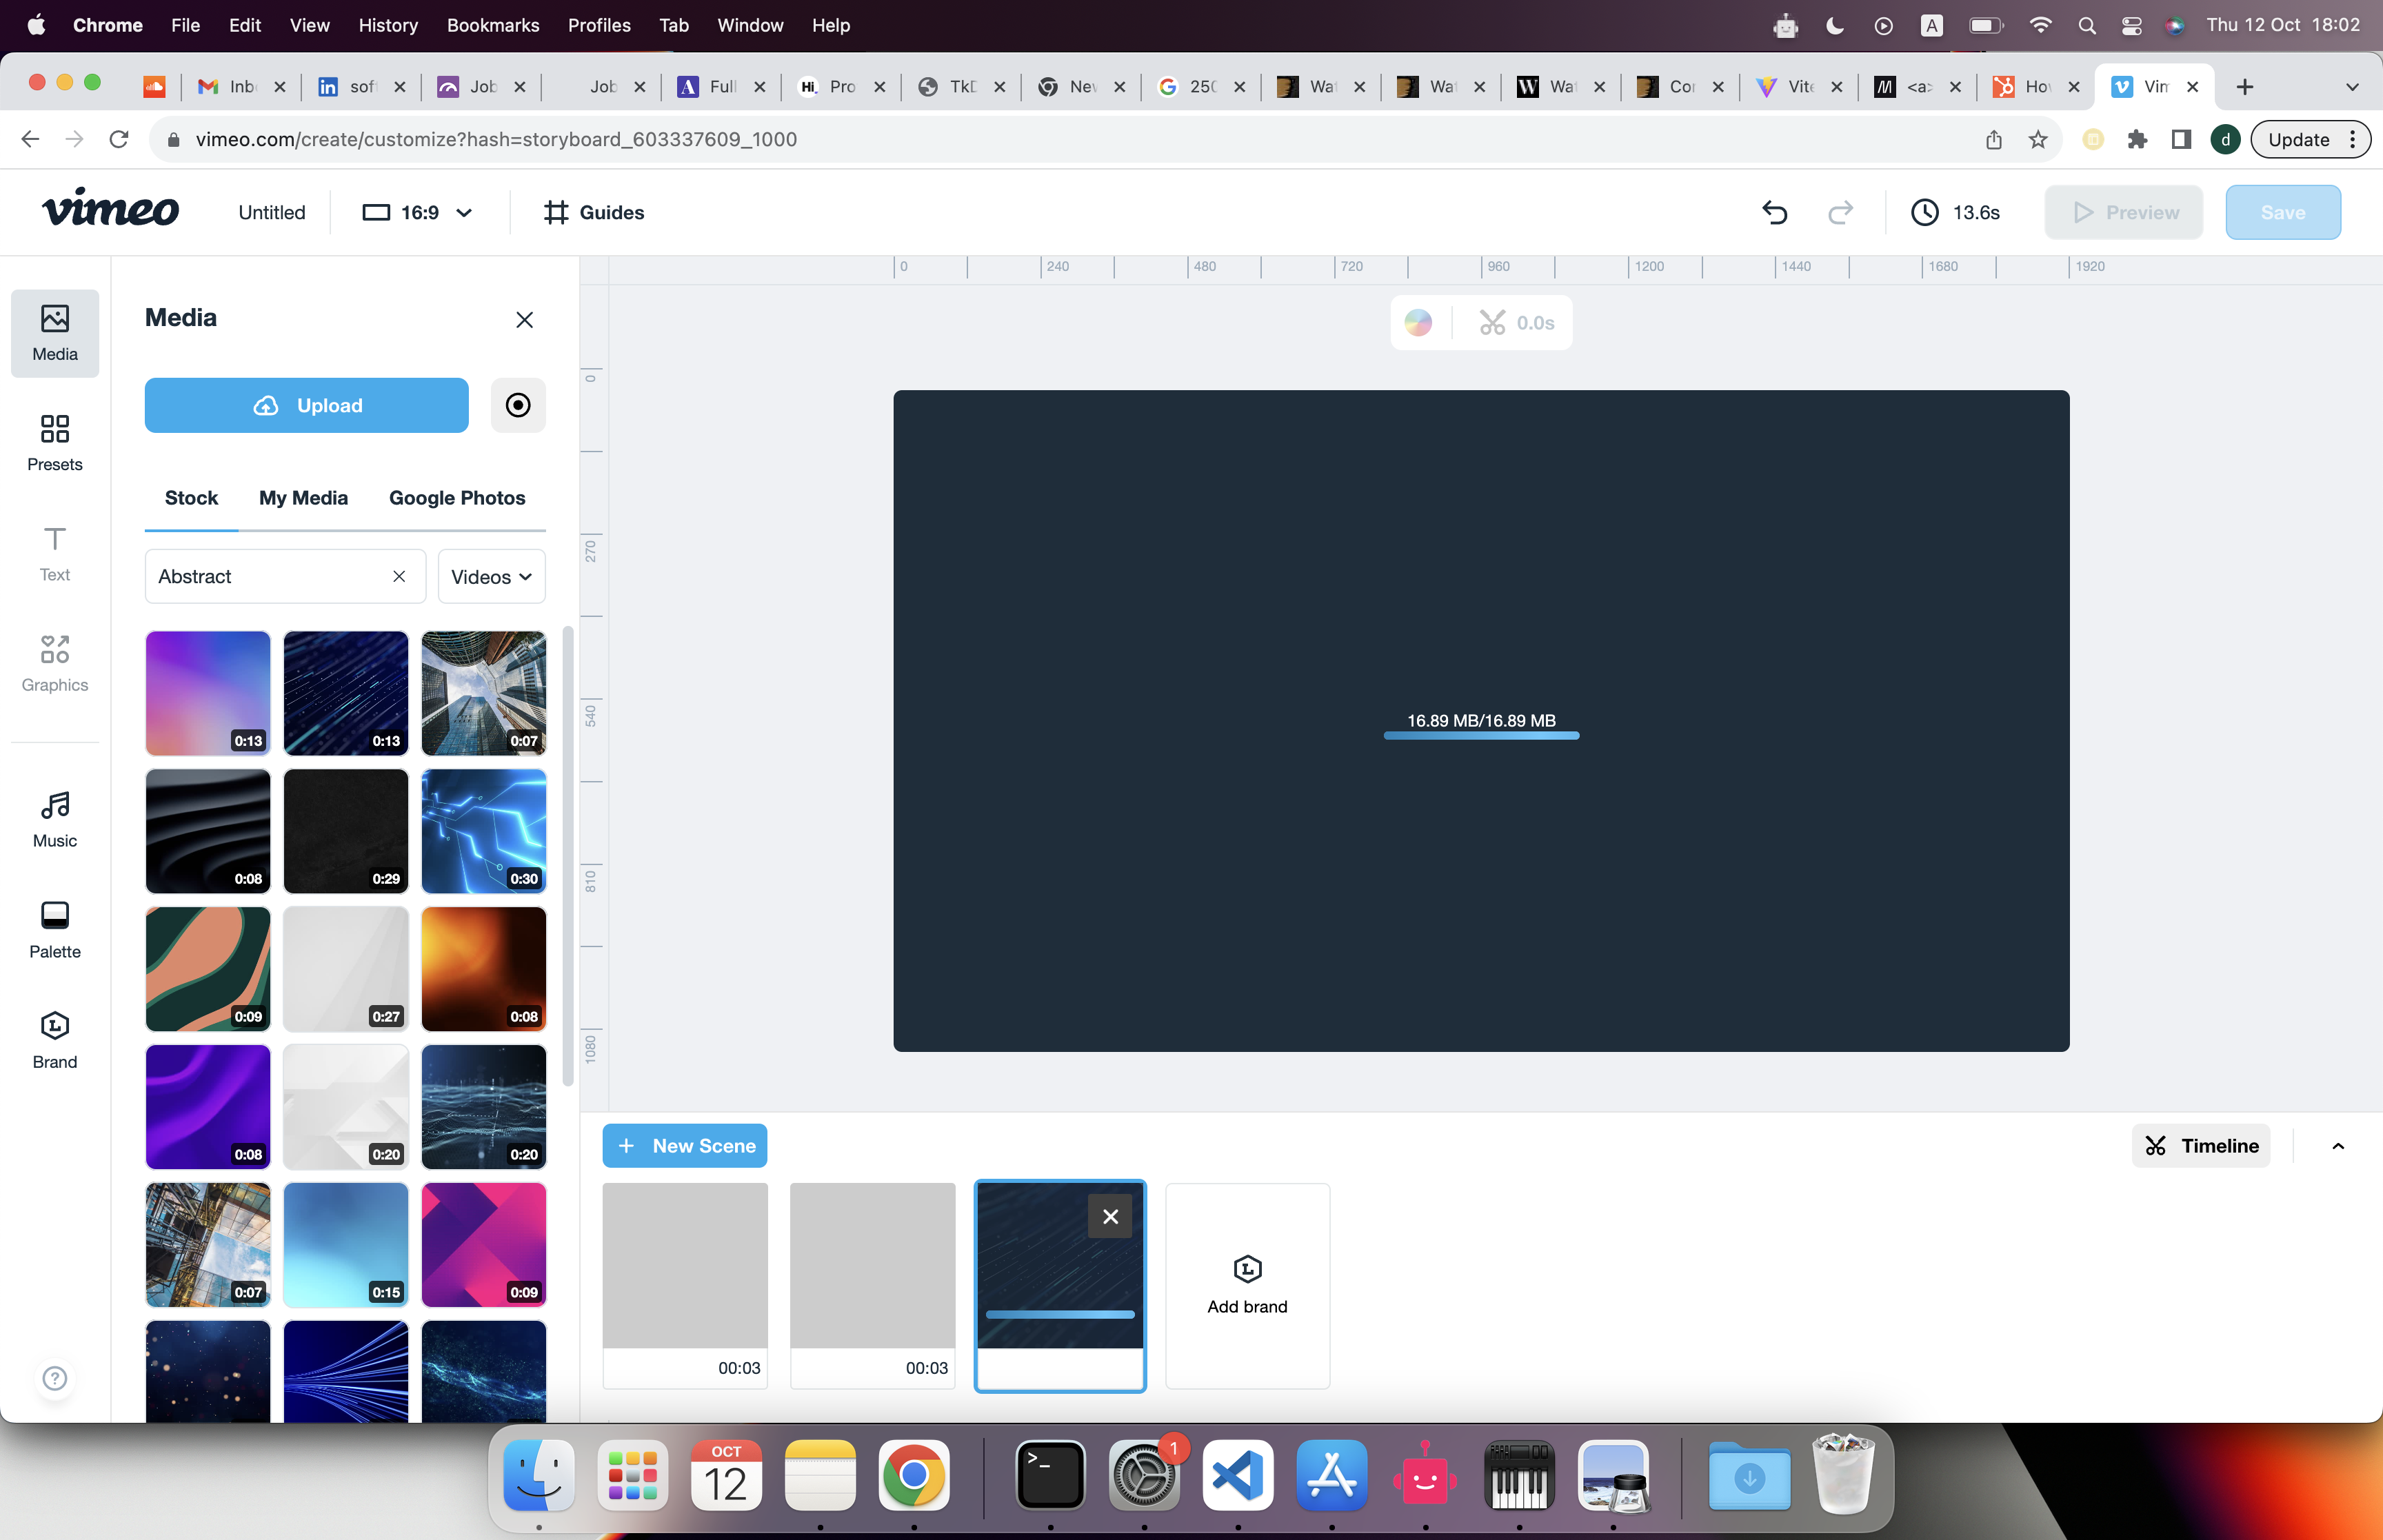 Chrome File Edit View History Bookmarks Profiles Tab Window Help A Thu 12 Oct 18:02
Inb sof Job Job A Full Hi Pro TkD Nev 250 Wat Wat W Wat Cor Vite M <a> Hov Vim
vimeo.com/create/customize?hash=storyboard_603337609_1000 d Update
vimeo Untitled 16:9 Guides 13.6s Preview Save
0 240 480 720 960 1200 1440 1680 1920
0.0s
0
270
540
810
1080
16.89 MB/16.89 MB
Media
Presets
Text
Graphics
Music
Palette
Brand
?
Media
Upload
Stock My Media Google Photos
Abstract Videos
0:13 0:13 0:07
0:08 0:29 0:30
0:09 0:27 0:08
0:08 0:20 0:20
0:07 0:15 0:09
+ New Scene Timeline
00:03 00:03
Add brand
OCT
12
>_
1